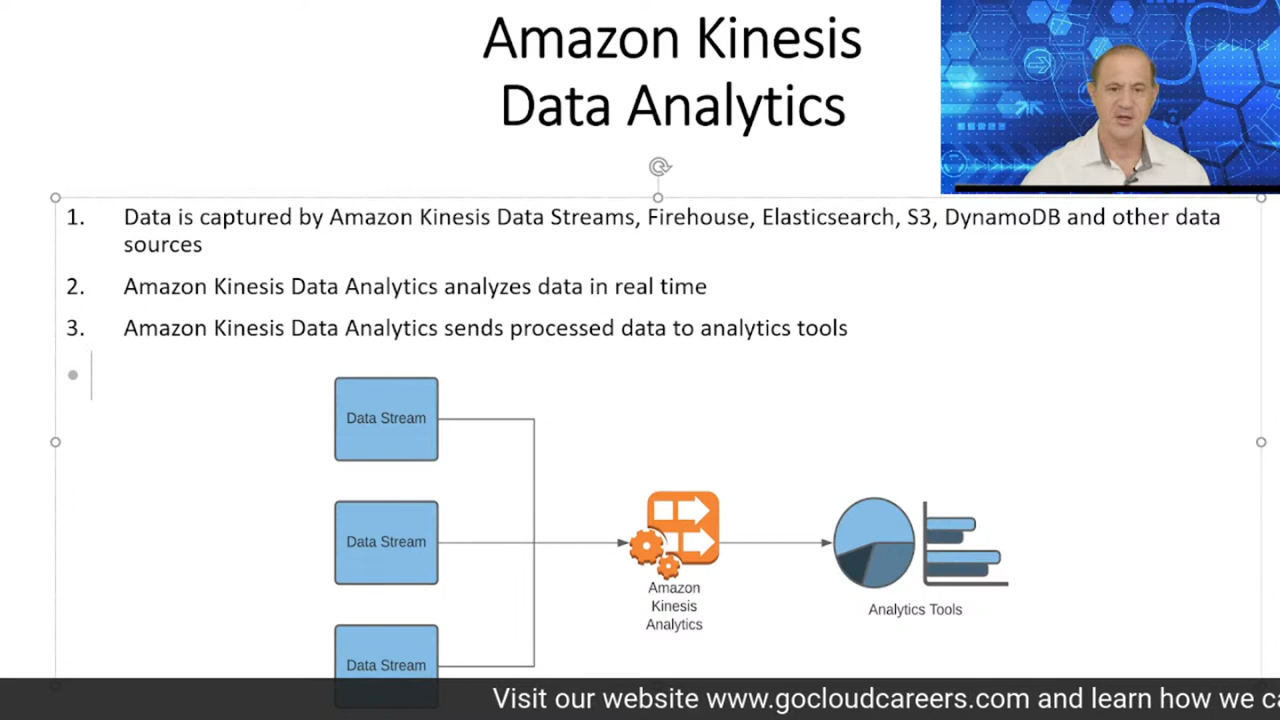 Amazon Kinesis
Data Analytics
1. Data is captured by Amazon Kinesis Data Streams, Firehouse, Elasticsearch, S3, DynamoDB and other data
sources
2. Amazon Kinesis Data Analytics analyzes data in real time
3. Amazon Kinesis Data Analytics sends processed data to analytics tools
Data Stream
Data Stream
Data Stream
Amazon
Kinesis
Analytics
Analytics Tools
Visit our website www.gocloudcareers.com and learn how we